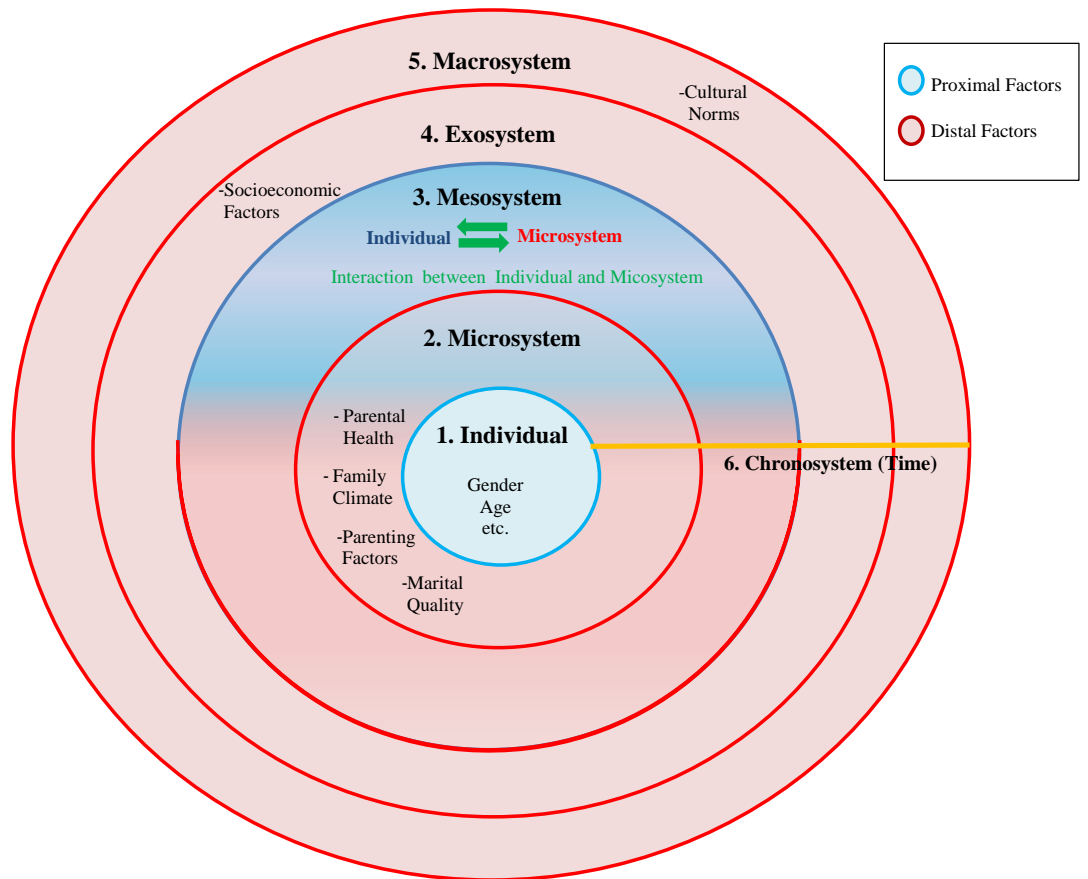 5. Macrosystem
-Cultural
Norms
Proximal Factors
Distal Factors
4. Exosystem
-Socioeconomic
Factors
3. Mesosystem
Individual Microsystem
Interaction between Individual and Micosystem
2. Microsystem
- Parental
Health
- Family
Climate
-Parenting
Factors
-Marital
Quality
1. Individual
Gender
Age
etc.
6. Chronosystem (Time)